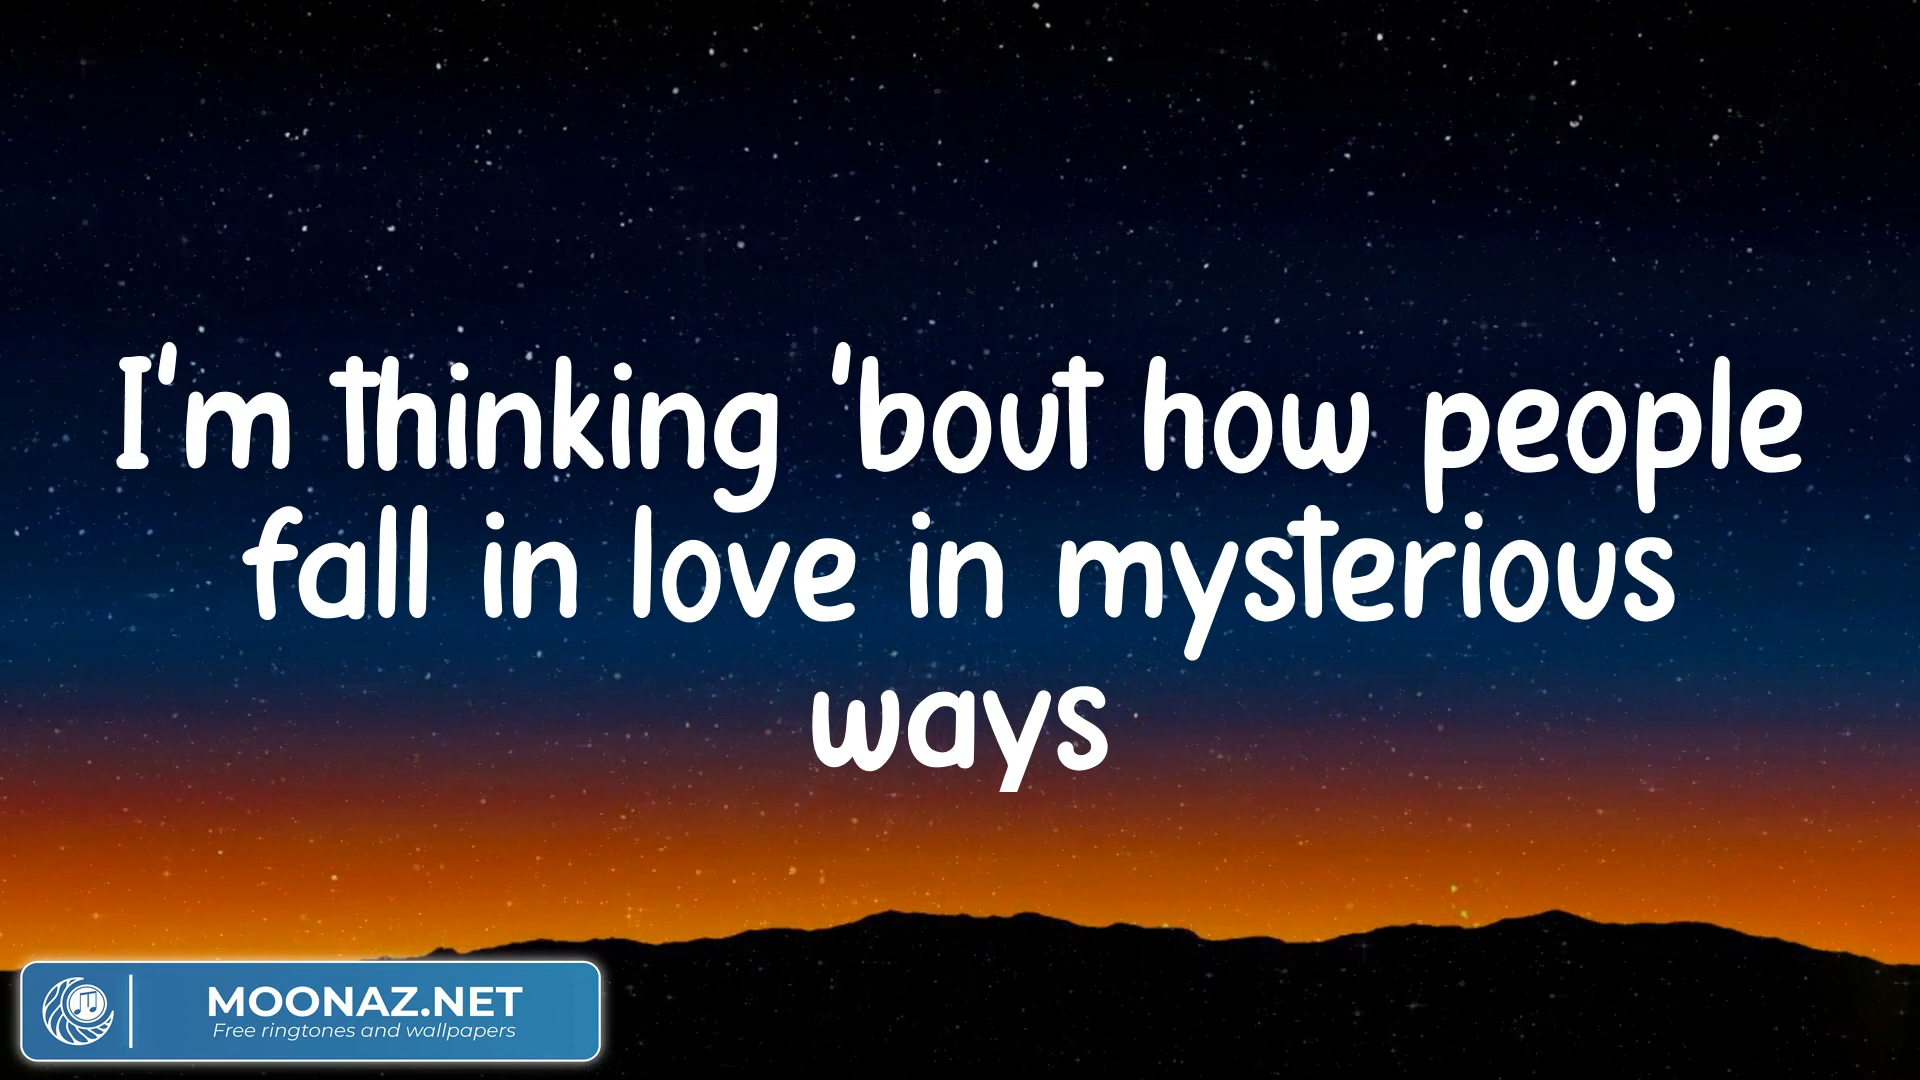 I'm thinking 'bout how people
fall in love in mysterious
ways
MOONAZ.NET
Free ringtones and wallpapers